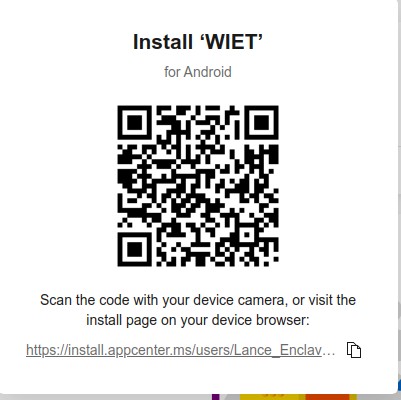 Install ‘WIET’
for Android
Scan the code with your device camera, or visit the
install page on your device browser:
https://install.appcenter.ms/users/Lance_Enclav…